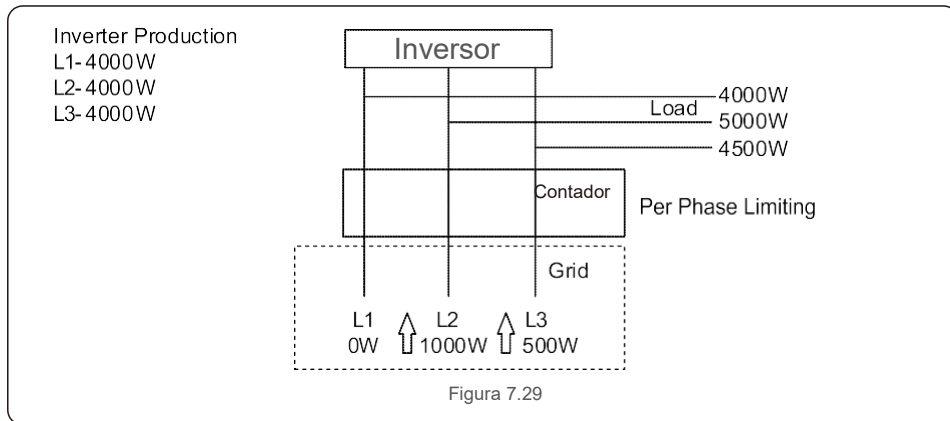 Inverter Production
L1-4000W
L2-4000W
L3-4000W
Inversor
4000W
Load
5000W
4500W
Contador
Per Phase Limiting
Grid
L1 L2 L3
0W 1000W 500W
Figura 7.29